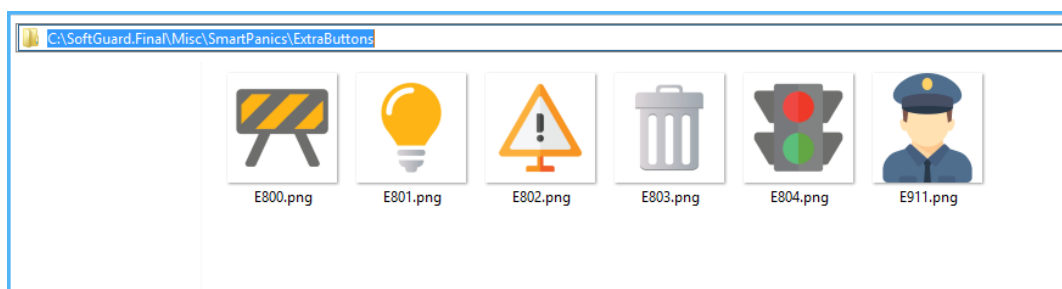 C:\SoftGuard.Final\Misc\SmartPanics\ExtraButtons
E800.png E801.png E802.png E803.png E804.png E911.png